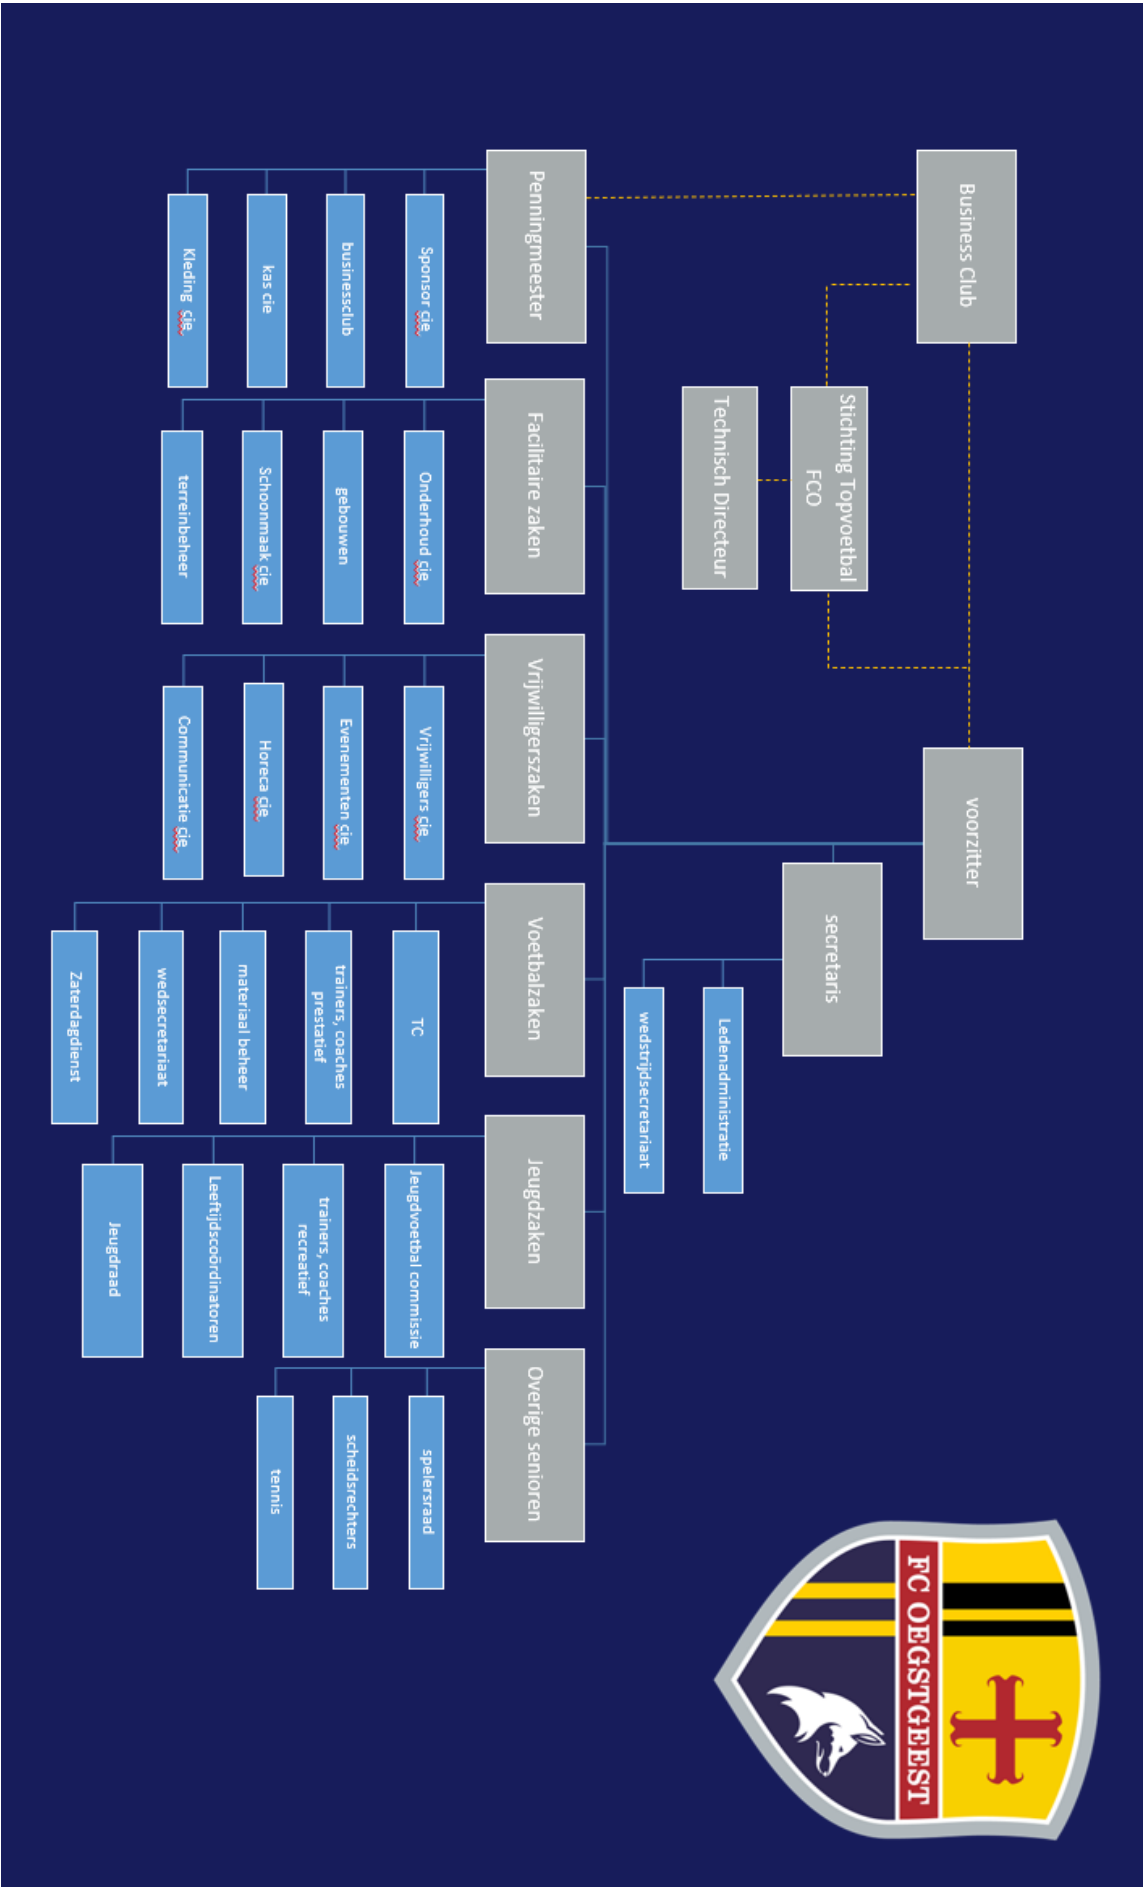 Business Club
voorzitter
FC OEGSTGEEST
Stichting Topvoetbal
FCO
secretaris
Technisch Directeur
Ledenadministratie
wedstrijdsecretariaat
Penningmeester
Facilitaire zaken
Vrijwilligerszaken
Voetbalzaken
Jeugdzaken
Overige senioren
Sponsor cie.
businessclub
kas cie
Kleding cie.
Onderhoud cie.
gebouwen
Schoonmaak cie.
terreinbeheer
Vrijwilligers cie.
Evenementen cie
Horeca cie.
Communicatie cie.
TC
trainers, coaches
prestatief
materiaal beheer
wedsecretariaat
Zaterdagdienst
Jeugdvoetbal commissie
trainers, coaches
recreatief
Leeftijdscoördinatoren
Jeugdraad
spelersraad
scheidsrechters
tennis